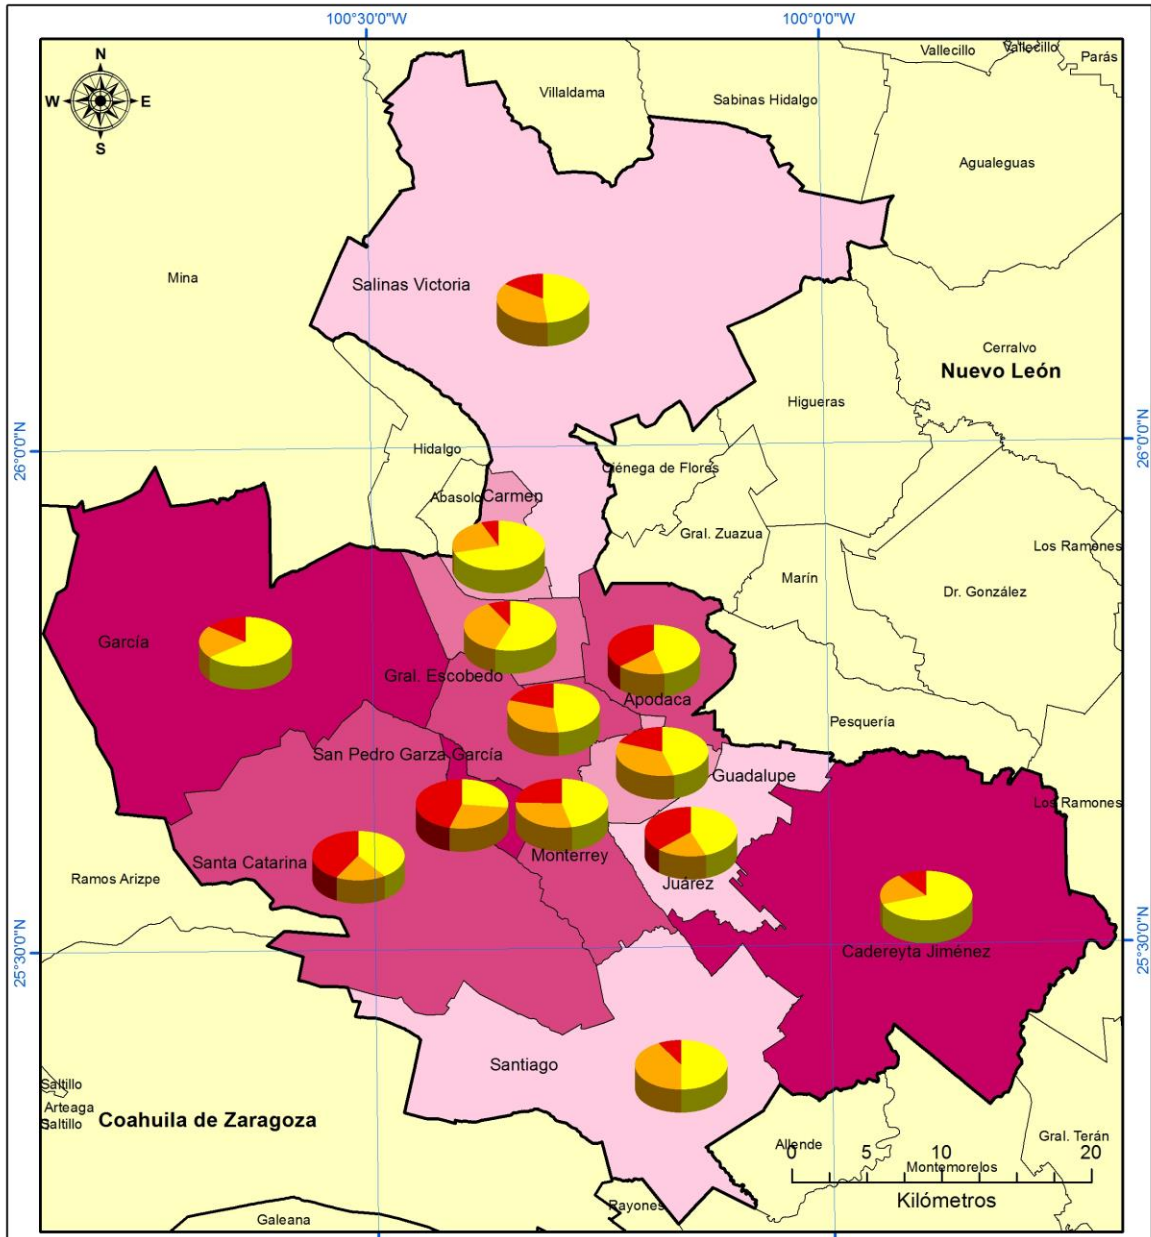 100°30'0"W
100°0'0"W
N
W
E
S
Villaldama
Sabinas Hidalgo
Vallecillo
Vallecillo
Parás
Agualeguas
Mina
Salinas Victoria
Cerralvo
Nuevo León
Higueras
26°0'0"N
26°0'0"N
Hidalgo
Ciénega de Flores
Abasolo
Carmen
Gral. Zuazua
Los Ramones
Marín
Dr. González
García
Gral. Escobedo
Apodaca
Pesquería
San Pedro Garza García
Guadalupe
Los Ramones
Santa Catarina
Monterrey
Juárez
Ramos Arizpe
Cadereyta Jiménez
25°30'0"N
25°30'0"N
Santiago
Saltillo
Arteaga
Saltillo
Coahuila de Zaragoza
Allende
Gral. Terán
0
5
10
20
Montemorelos
Kilómetros
Rayones
Galeana